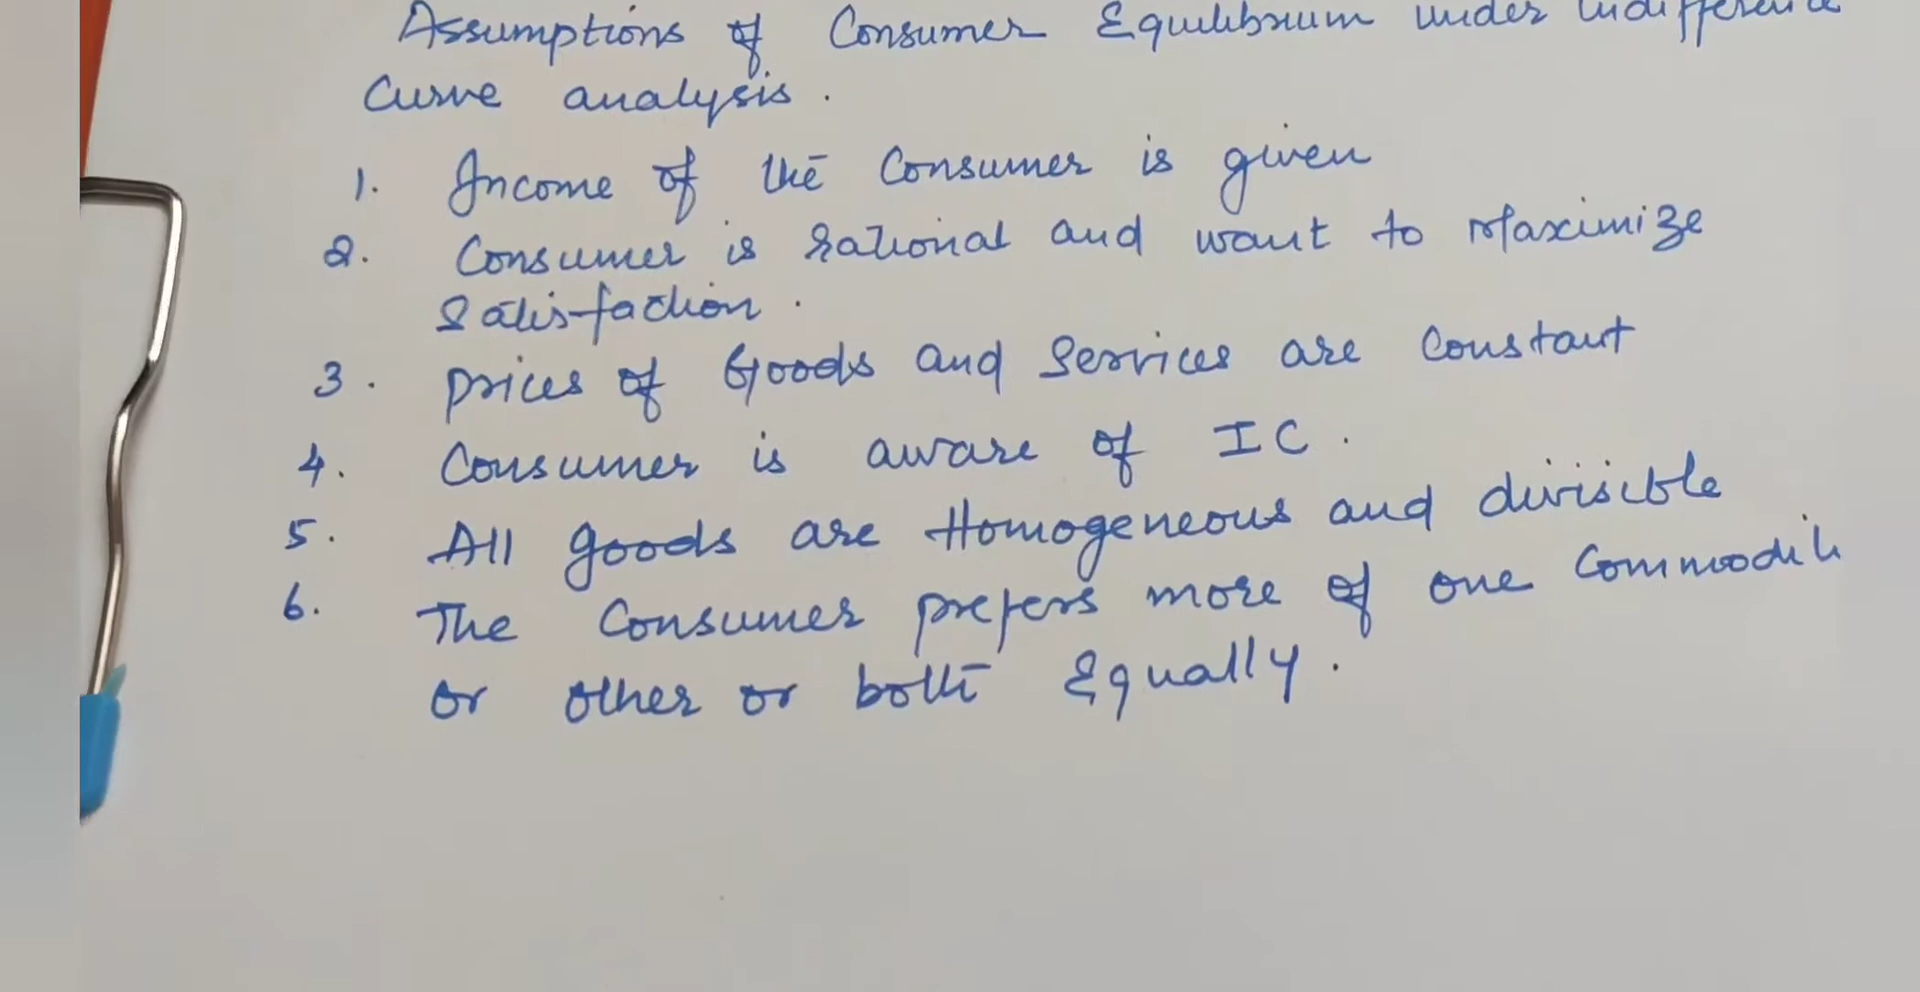 Assumptions of Consumer Equilibrium under Indifference
Curve analysis.
1. Income of the Consumer is given
2. Consumer is rational and want to Maximize
Satisfaction.
3. prices of Goods and Services are Constant
4. Consumer is aware of IC.
5. All goods are Homogeneous and divisible
6. The Consumer prefers more of one
or other or both Equally.